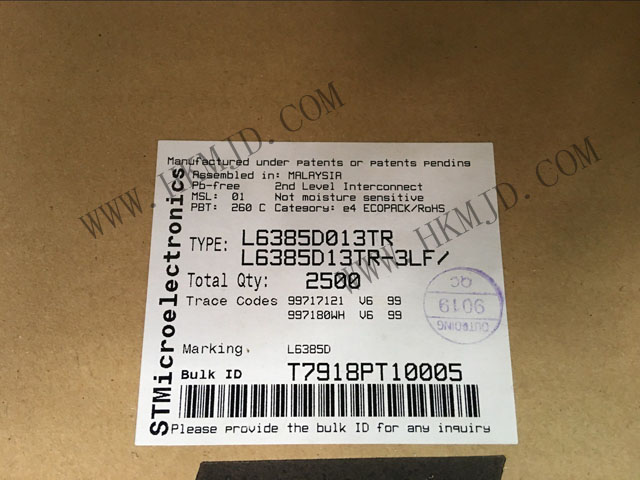 WWW.HKMJD.COM
Manufactured under patents or patents pending
Assembled in: MALAYSIA
Pb-free 2nd Level Interconnect
MSL: 01 Not moisture sensitive
PBT: 260 C Category: e4 ECOPACK/RoHS
TYPE: L6385D013TR
L6385D13TR-3LF/
Total Qty: 2500
Trace Codes 99717121 V6 99
997180WH V6 99
Marking. L6385D
Bulk ID T7918PT10005
Please provide the bulk ID for any inquiry
STMicroelectronics
WWW.HKMJD.COM
OUTGOING
9019
QC